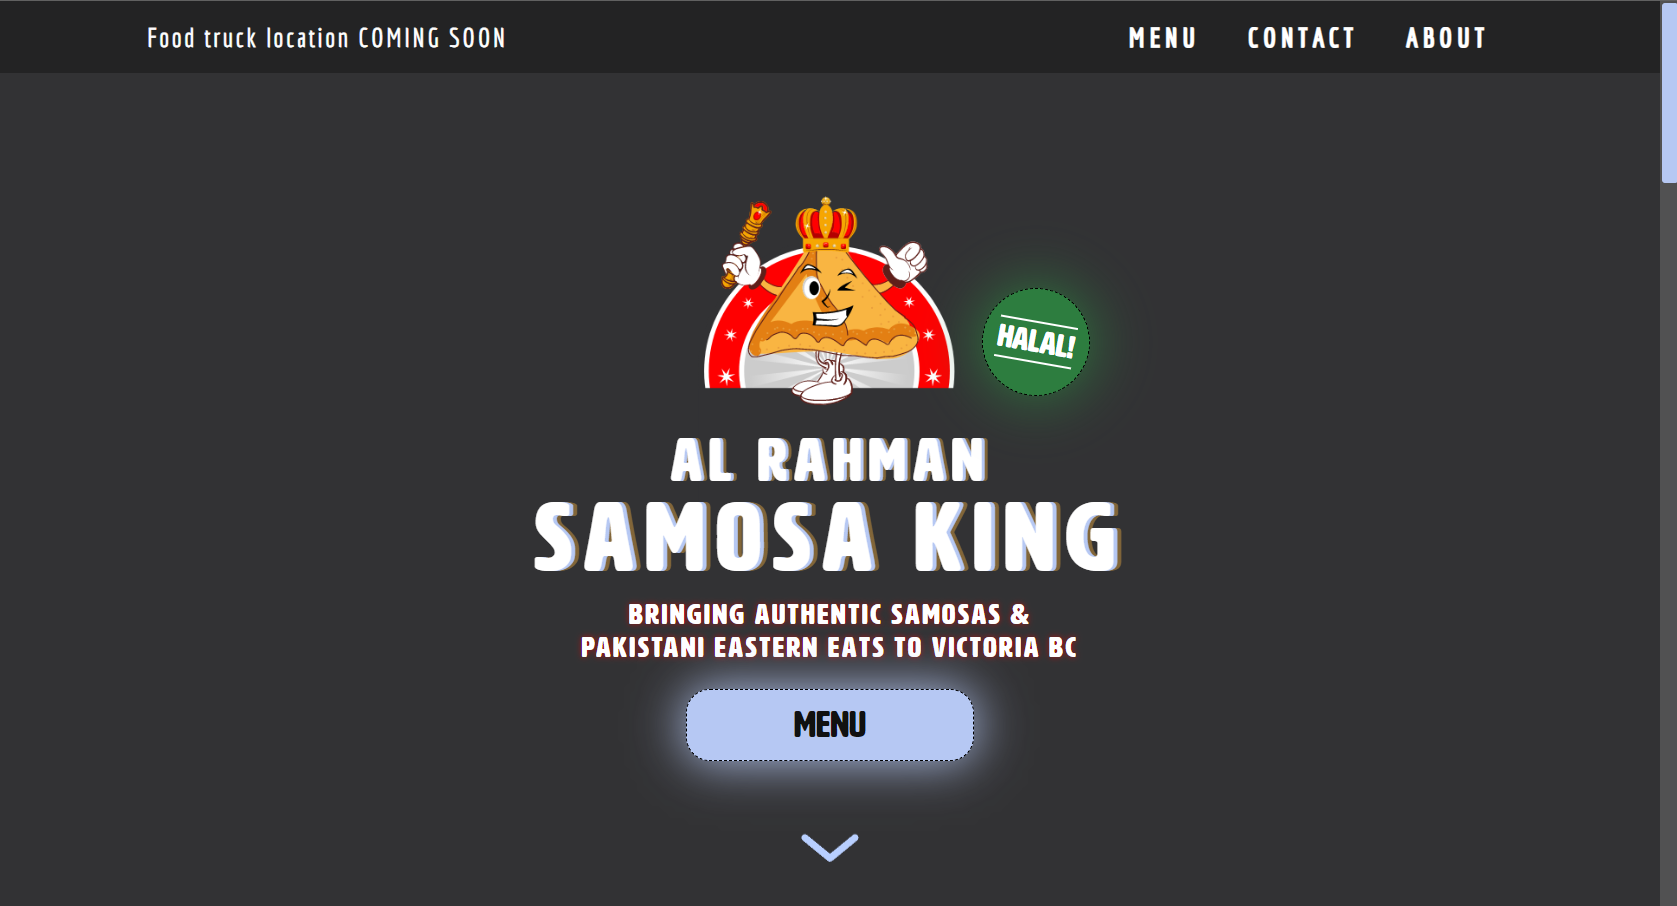 Food truck location COMING SOON
MENU CONTACT ABOUT
HALAL!
AL RAHMAN
SAMOSA KING
BRINGING AUTHENTIC SAMOSAS &
PAKISTANI EASTERN EATS TO VICTORIA BC
MENU